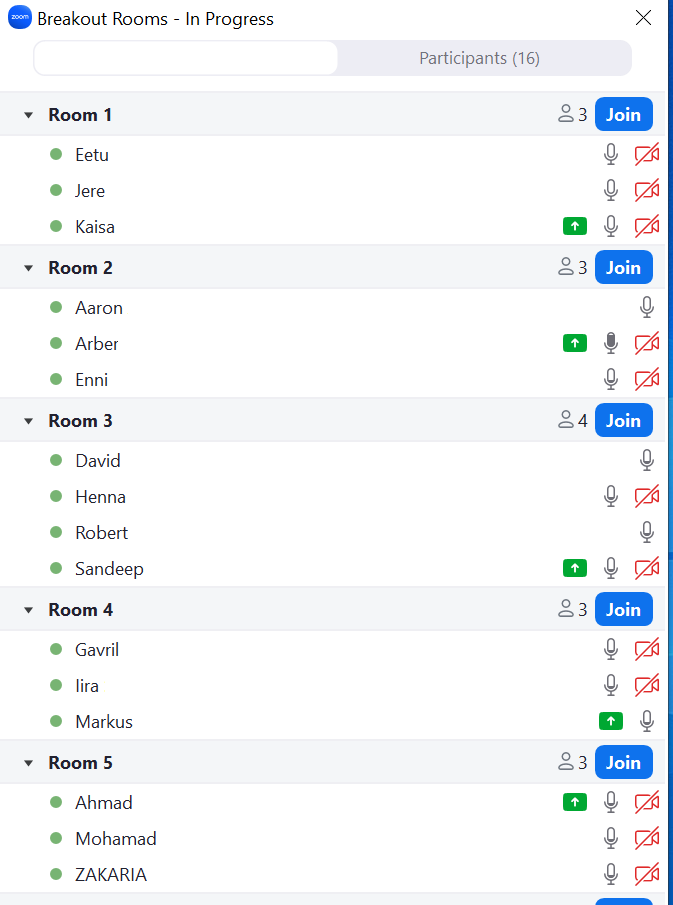 zoom Breakout Rooms - In Progress
Participants (16)
Room 1 3 Join
Eetu
Jere
Kaisa
Room 2 3 Join
Aaron
Arber
Enni
Room 3 4 Join
David
Henna
Robert
Sandeep
Room 4 3 Join
Gavril
Iira
Markus
Room 5 3 Join
Ahmad
Mohamad
ZAKARIA